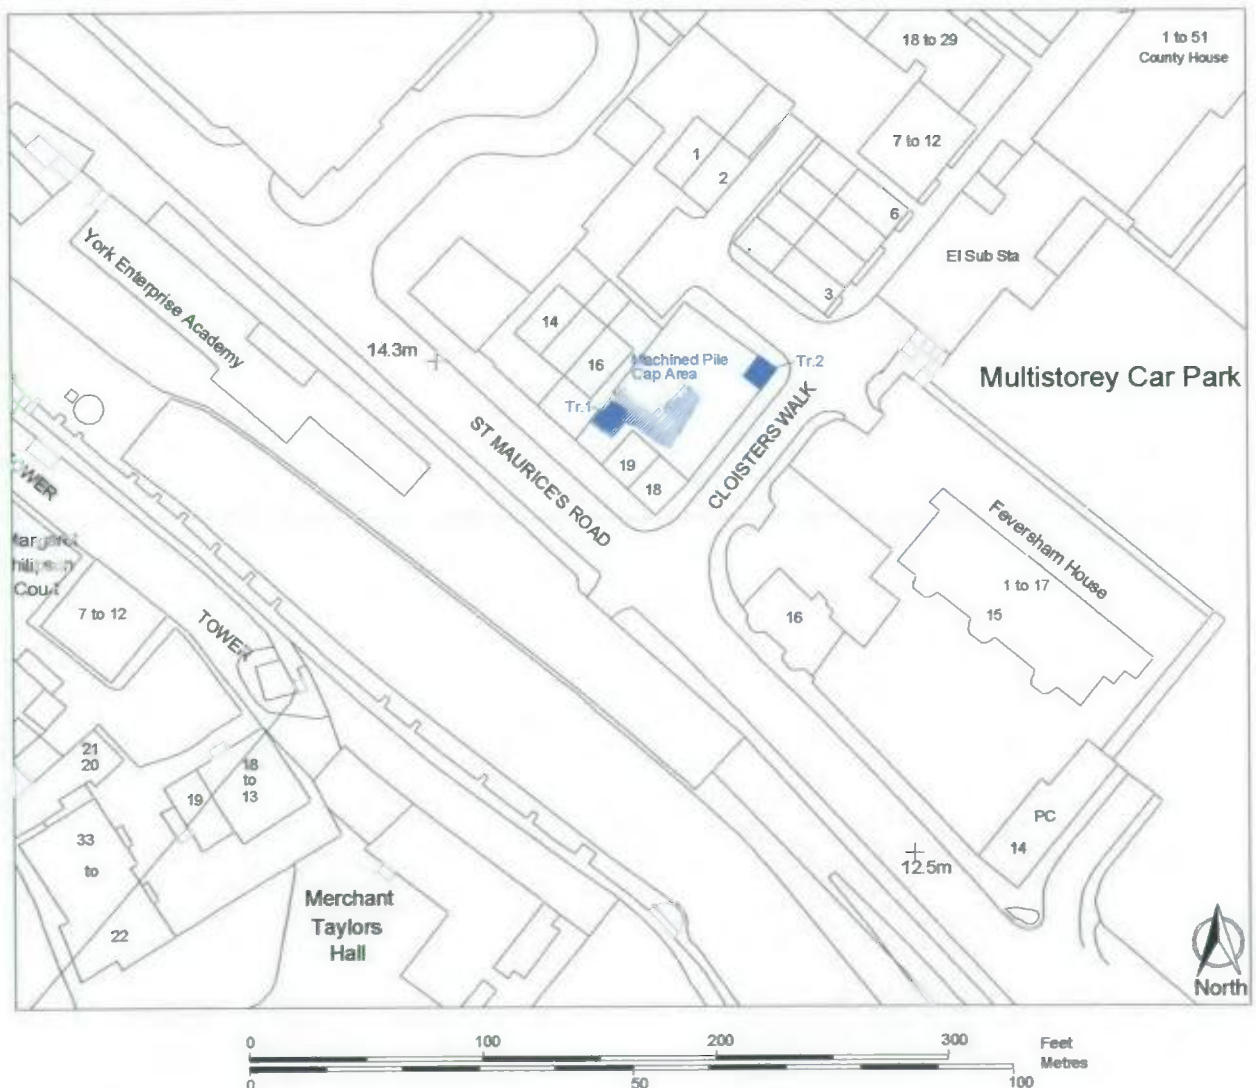 18 to 29
1 to 51
County House
7 to 12
1
2
6
El Sub Sta
3
York Enterprise Academy
14
14.3m
16
Machined Pile
Cap Area
Tr.2
Tr.1
Multistorey Car Park
ST MAURICE'S ROAD
CLOISTERS WALK
19
18
TOWER
Court
7 to 12
TOWER
Feversham House
1 to 17
15
16
21
20
18
to
13
19
33
to
22
PC
14
12.5m
Merchant
Taylors
Hall
North
0 100 200 300 Feet
Metres
0 50 100